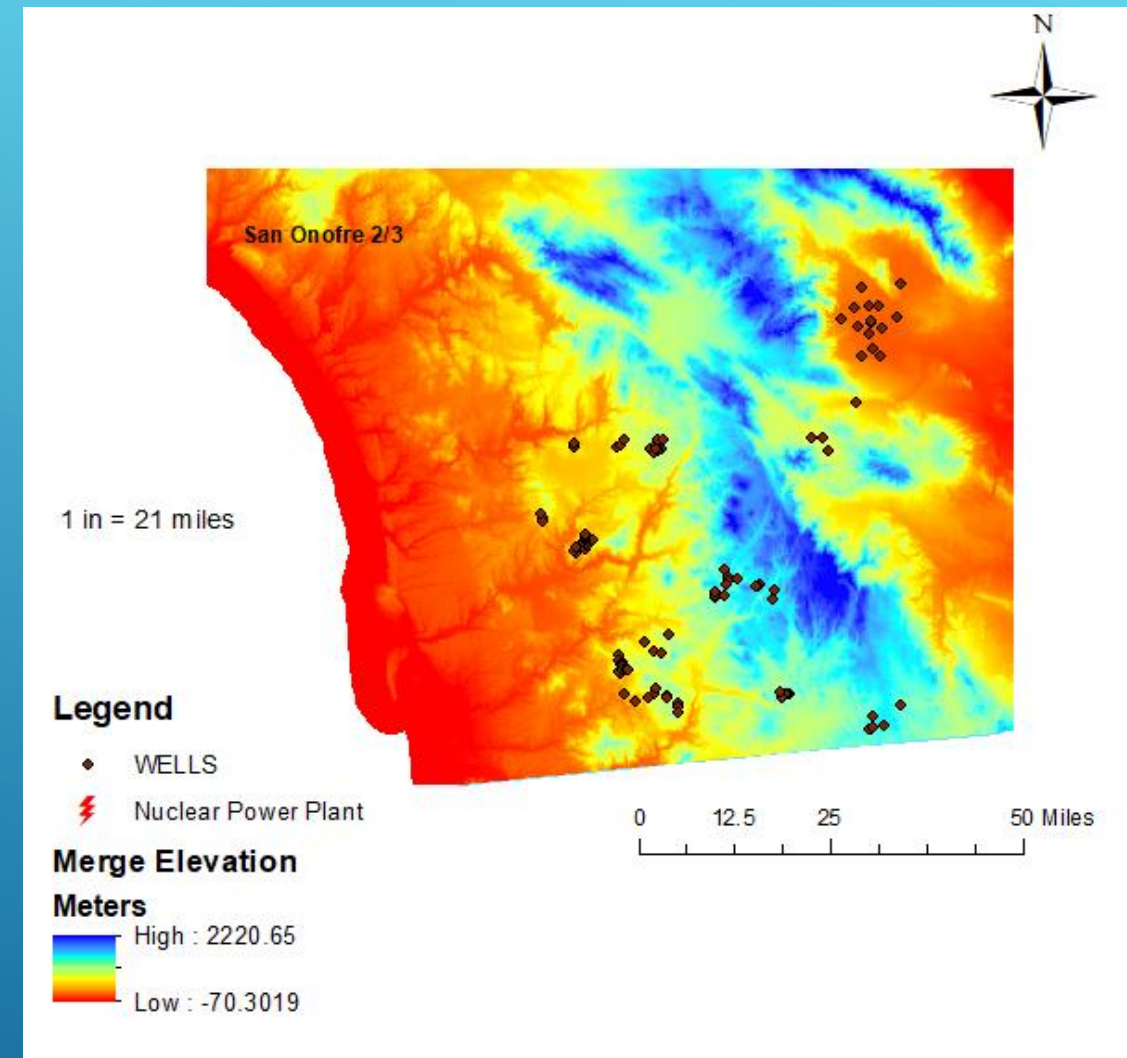 N
San Onofre 2/3
1 in = 21 miles
Legend
WELLS
Nuclear Power Plant
0 12.5 25 50 Miles
Merge Elevation
Meters
High : 2220.65
Low : -70.3019